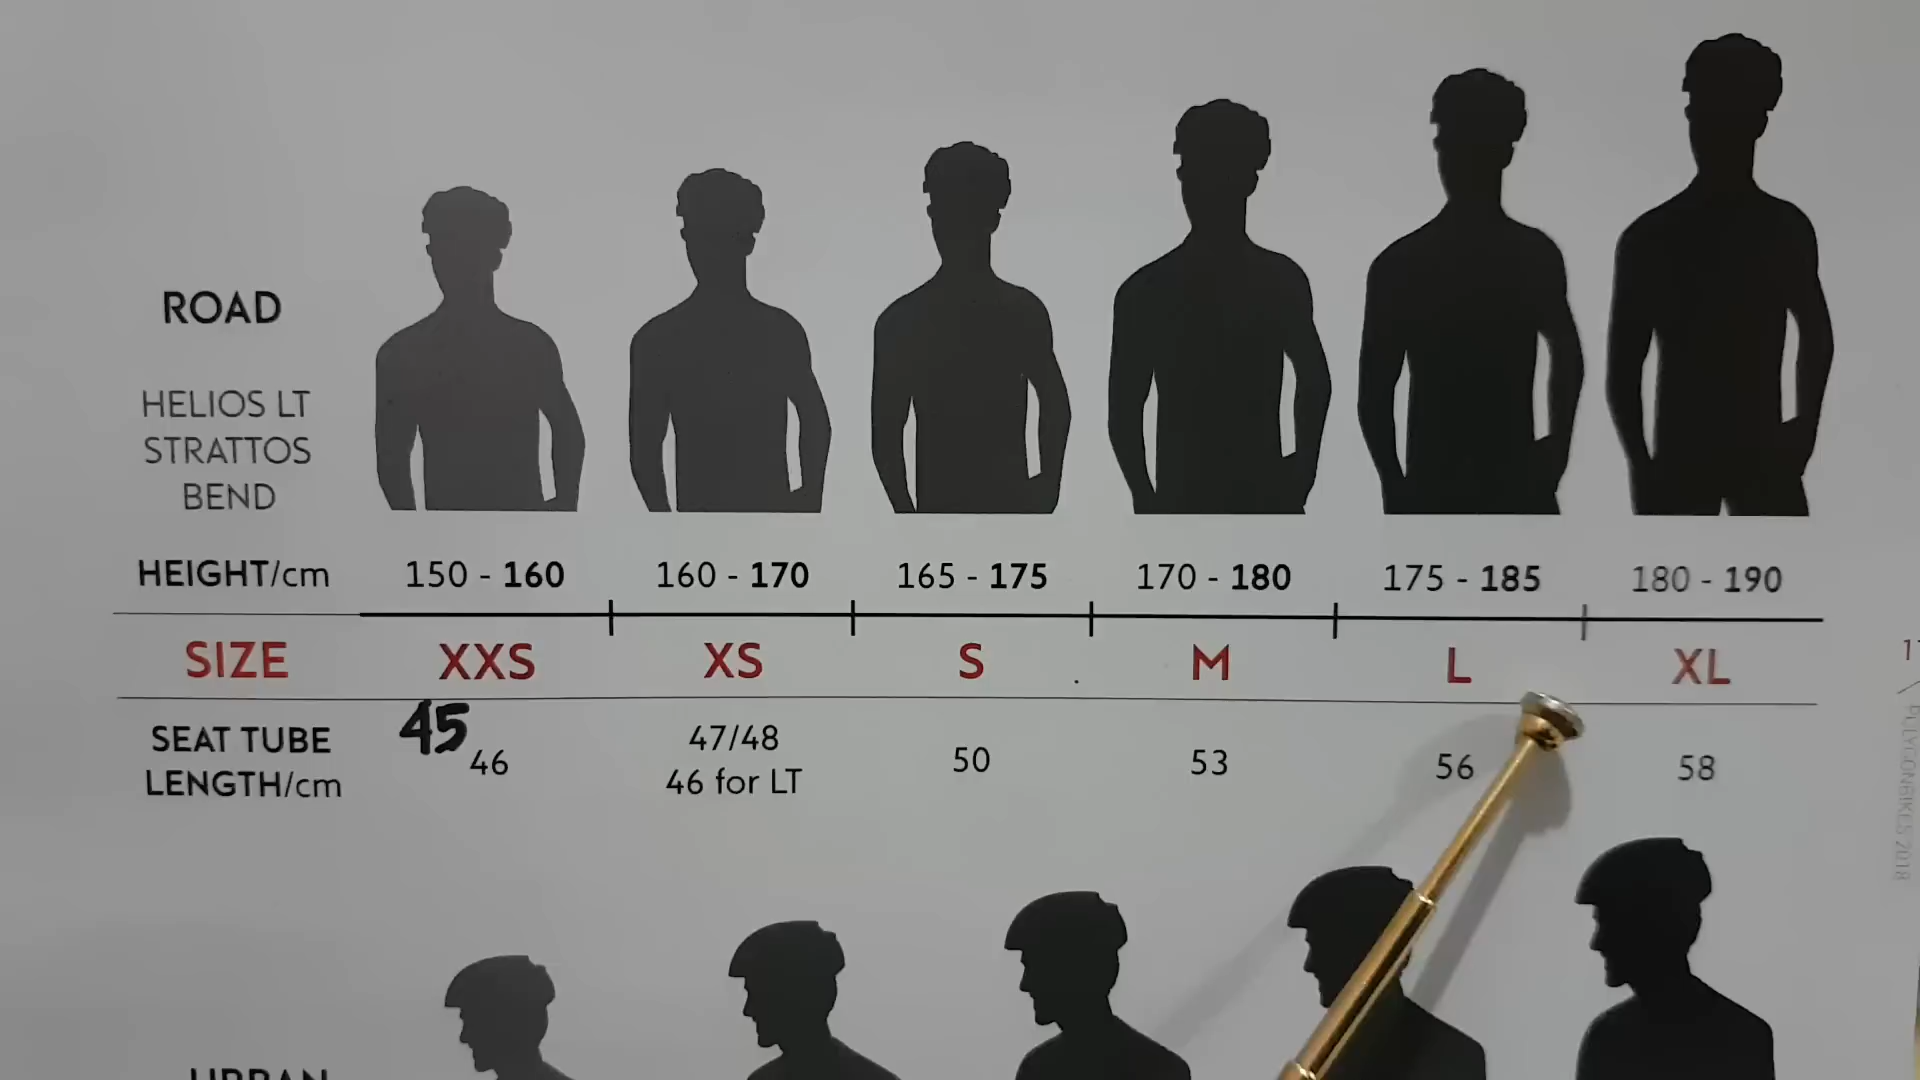 ROAD
HELIOS LT
STRATTOS
BEND
HEIGHT/cm 150 - 160 160 - 170 165 - 175 170 - 180 175 - 185 180 - 190
SIZE XXS XS S M L XL
SEAT TUBE LENGTH/cm 45 46 47/48 46 for LT 50 53 56 58